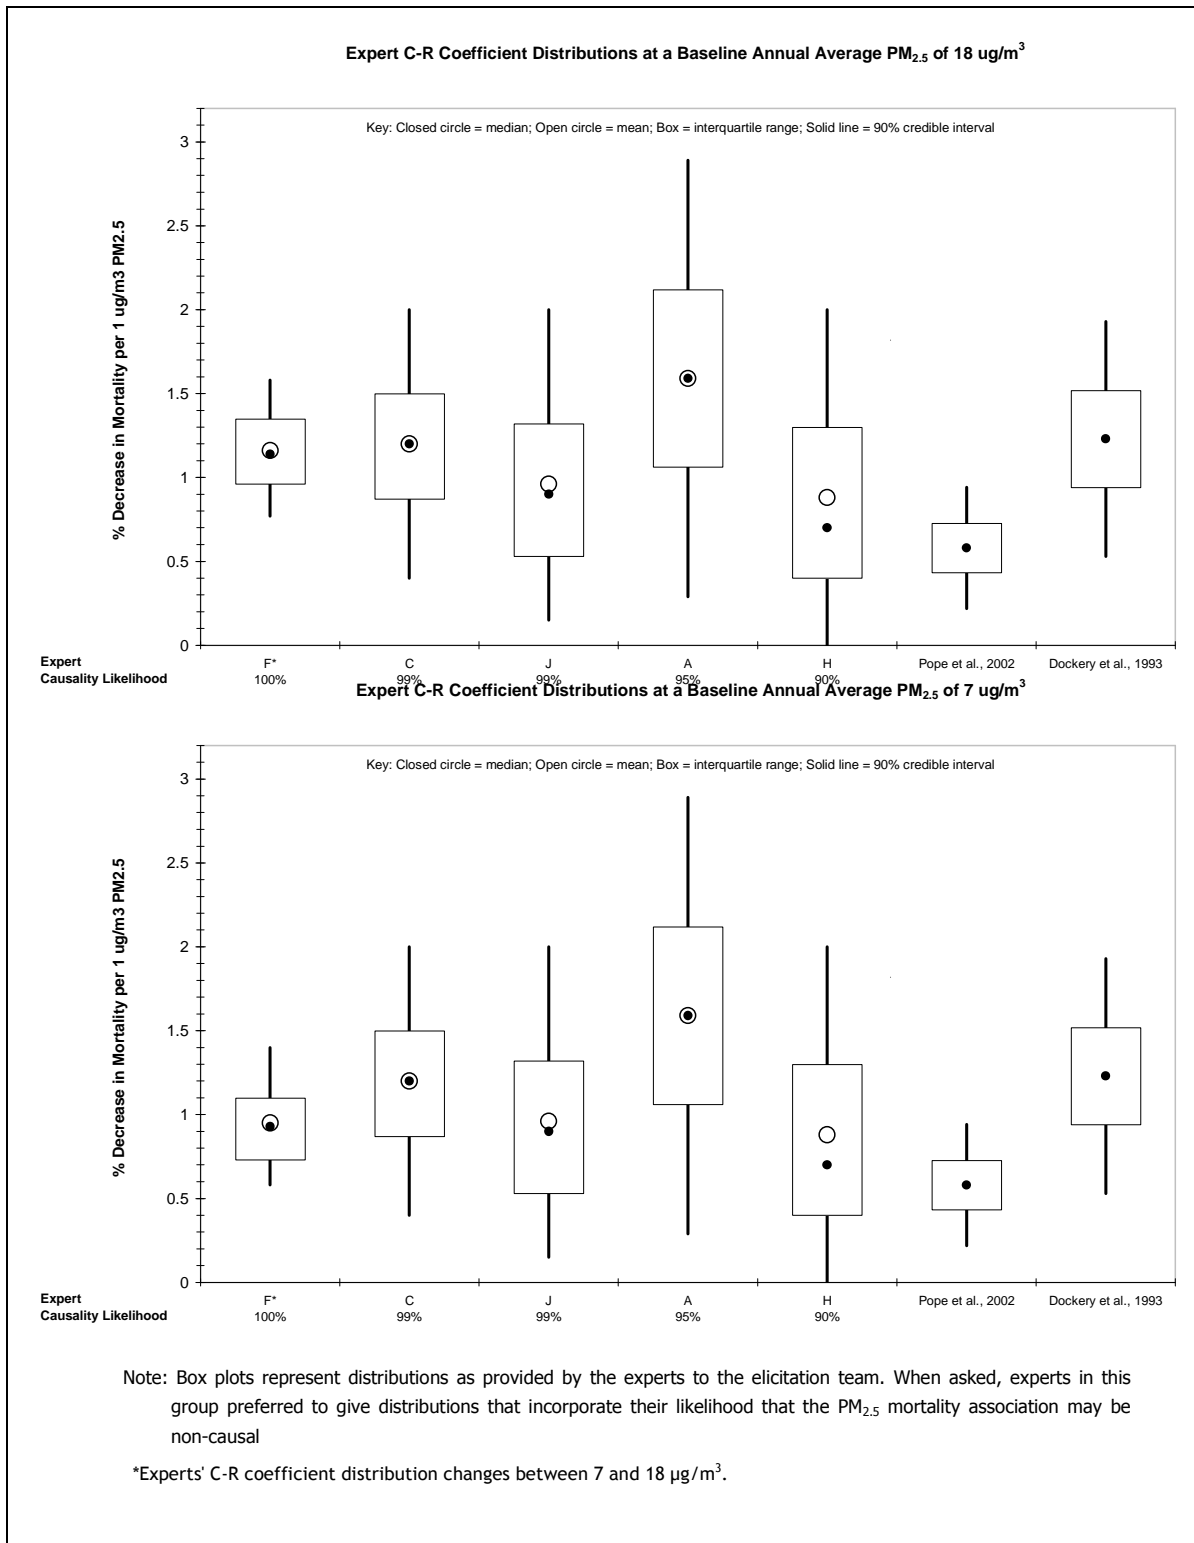 Expert C-R Coefficient Distributions at a Baseline Annual Average PM2.5 of 18 ug/m3
Key: Closed circle = median; Open circle = mean; Box = interquartile range; Solid line = 90% credible interval
% Decrease in Mortality per 1 ug/m3 PM2.5
3
2.5
2
1.5
1
0.5
0
Expert F* C J A H Pope et al., 2002 Dockery et al., 1993
Causality Likelihood 100% 99% 99% 95% 90%
Expert C-R Coefficient Distributions at a Baseline Annual Average PM2.5 of 7 ug/m3
Key: Closed circle = median; Open circle = mean; Box = interquartile range; Solid line = 90% credible interval
% Decrease in Mortality per 1 ug/m3 PM2.5
3
2.5
2
1.5
1
0.5
0
Expert F* C J A H Pope et al., 2002 Dockery et al., 1993
Causality Likelihood 100% 99% 99% 95% 90%
Note: Box plots represent distributions as provided by the experts to the elicitation team. When asked, experts in this
group preferred to give distributions that incorporate their likelihood that the PM2.5 mortality association may be
non-causal
*Experts' C-R coefficient distribution changes between 7 and 18 µg/m3.